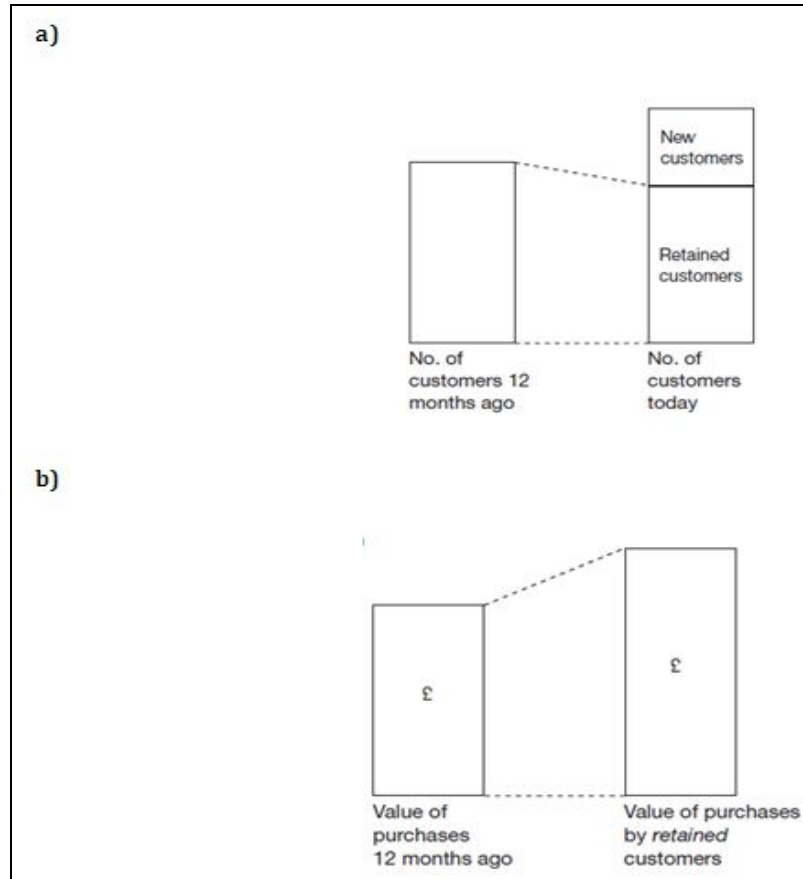 a)
New
customers
Retained
customers
No. of
customers 12
months ago
No. of
customers
today
b)
£
£
Value of
purchases
12 months ago
Value of purchases
by retained
customers